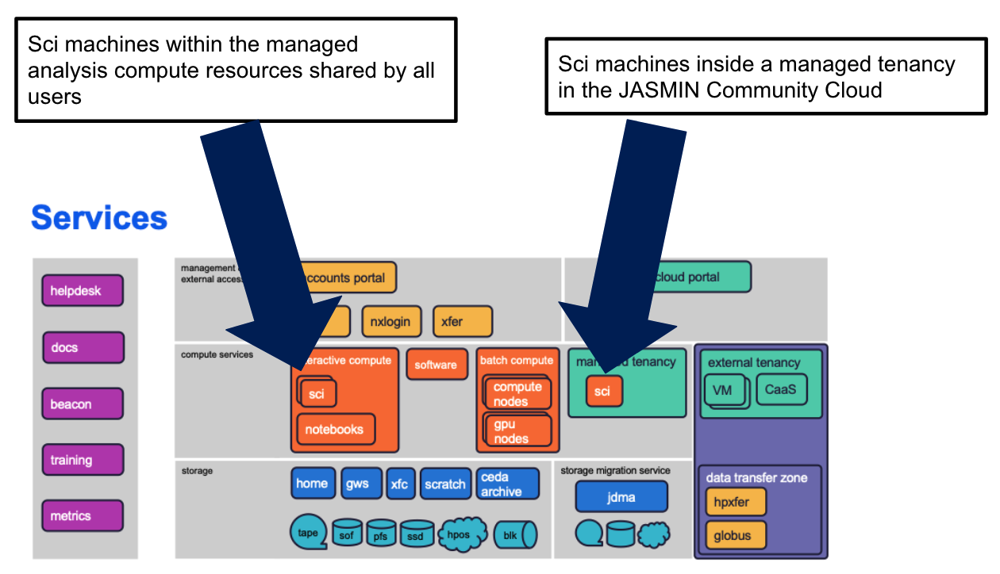 Sci machines within the managed
analysis compute resources shared by all
users
Sci machines inside a managed tenancy
in the JASMIN Community Cloud
Services
helpdesk
docs
beacon
training
metrics
management
external access
accounts portal
cloud portal
nxlogin
xfer
compute services
interactive compute
sci
notebooks
software
batch compute
compute
nodes
gpu
nodes
managed tenancy
sci
external tenancy
VM
CaaS
storage
home
gws
xfc
scratch
ceda
archive
tape
sof
pfs
ssd
hpos
blk
storage migration service
jdma
data transfer zone
hpxfer
globus